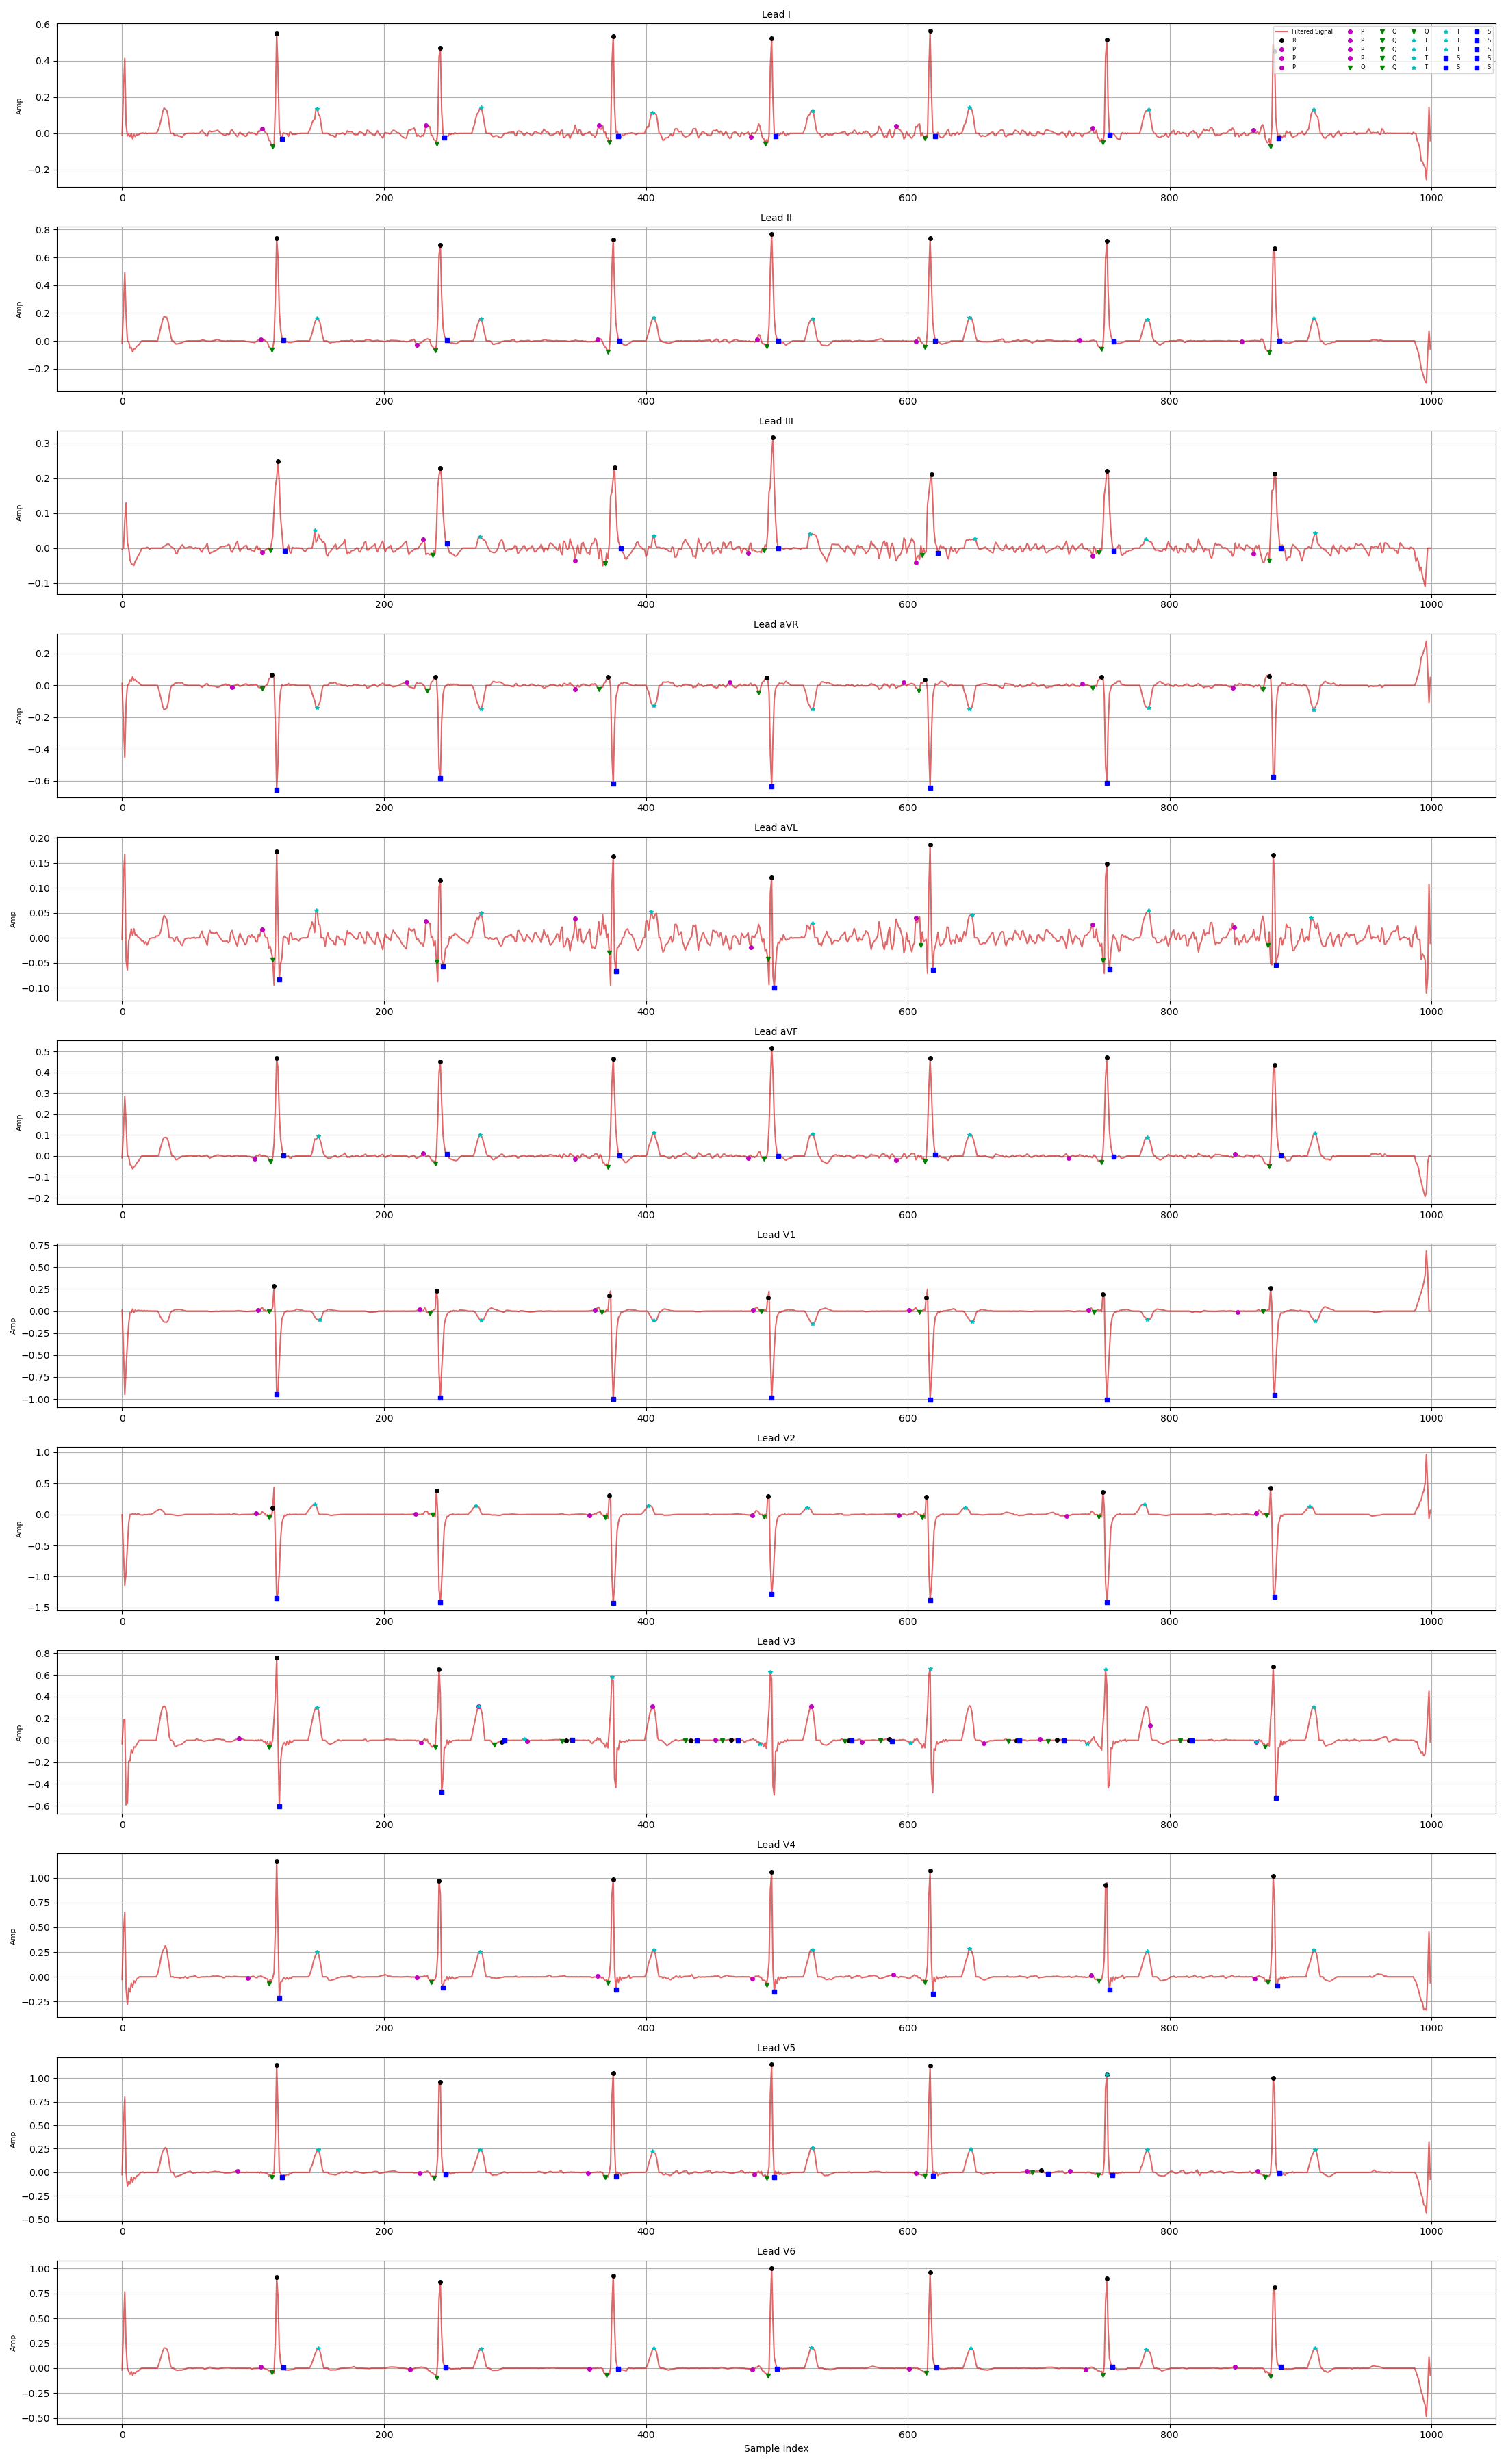 Lead I
0.6
0.4
0.2
0.0
−0.2
Amp
Filtered Signal P Q Q T S
R P Q T T S
P P Q T T S
P P Q T S S
P Q Q T S S
0 200 400 600 800 1000
Lead II
0.8
0.6
0.4
0.2
0.0
−0.2
Amp
0 200 400 600 800 1000
Lead III
0.3
0.2
0.1
0.0
−0.1
Amp
0 200 400 600 800 1000
Lead aVR
0.2
0.0
−0.2
−0.4
−0.6
Amp
0 200 400 600 800 1000
Lead aVL
0.20
0.15
0.10
0.05
0.00
−0.05
−0.10
Amp
0 200 400 600 800 1000
Lead aVF
0.5
0.4
0.3
0.2
0.1
0.0
−0.1
−0.2
Amp
0 200 400 600 800 1000
Lead V1
0.75
0.50
0.25
0.00
−0.25
−0.50
−0.75
−1.00
Amp
0 200 400 600 800 1000
Lead V2
1.0
0.5
0.0
−0.5
−1.0
−1.5
Amp
0 200 400 600 800 1000
Lead V3
0.8
0.6
0.4
0.2
0.0
−0.2
−0.4
−0.6
Amp
0 200 400 600 800 1000
Lead V4
1.00
0.75
0.50
0.25
0.00
−0.25
Amp
0 200 400 600 800 1000
Lead V5
1.00
0.75
0.50
0.25
0.00
−0.25
−0.50
Amp
0 200 400 600 800 1000
Lead V6
1.00
0.75
0.50
0.25
0.00
−0.25
−0.50
Amp
0 200 400 600 800 1000
Sample Index